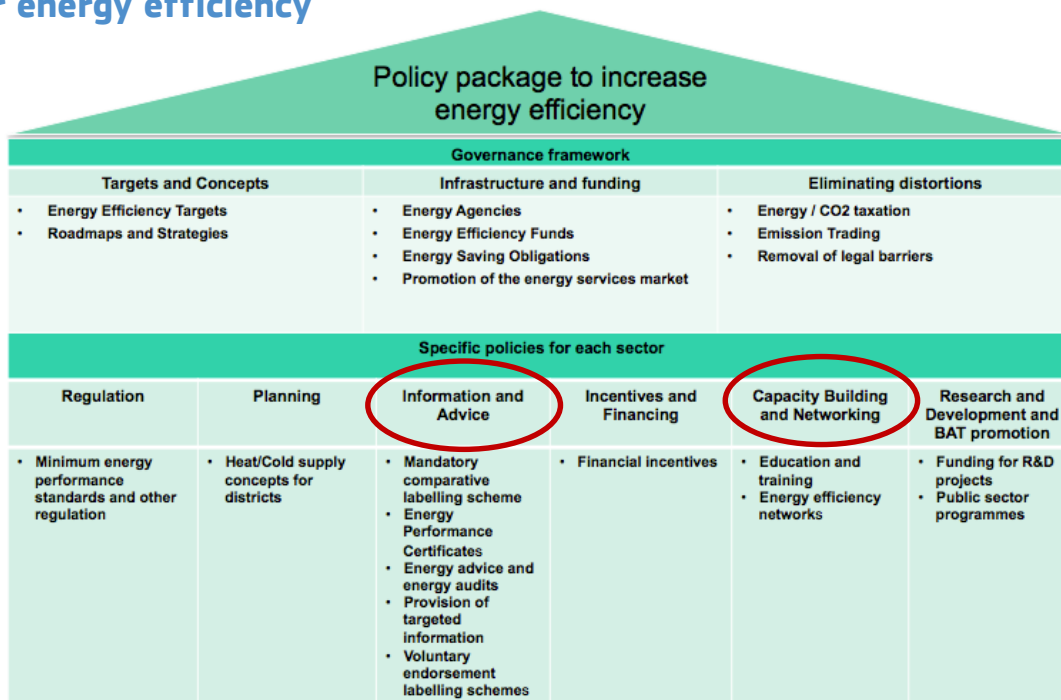 energy efficiency
Policy package to increase
energy efficiency
Governance framework
Targets and Concepts
• Energy Efficiency Targets
• Roadmaps and Strategies
Infrastructure and funding
• Energy Agencies
• Energy Efficiency Funds
• Energy Saving Obligations
• Promotion of the energy services market
Eliminating distortions
• Energy / CO2 taxation
• Emission Trading
• Removal of legal barriers
Specific policies for each sector
Regulation
• Minimum energy
performance
standards and other
regulation
Planning
• Heat/Cold supply
concepts for
districts
Information and
Advice
• Mandatory
comparative
labelling scheme
• Energy
Performance
Certificates
• Energy advice and
energy audits
• Provision of
targeted
information
• Voluntary
endorsement
labelling schemes
Incentives and
Financing
• Financial incentives
Capacity Building
and Networking
• Education and
training
• Energy efficiency
networks
Research and
Development and
BAT promotion
• Funding for R&D
projects
• Public sector
programmes